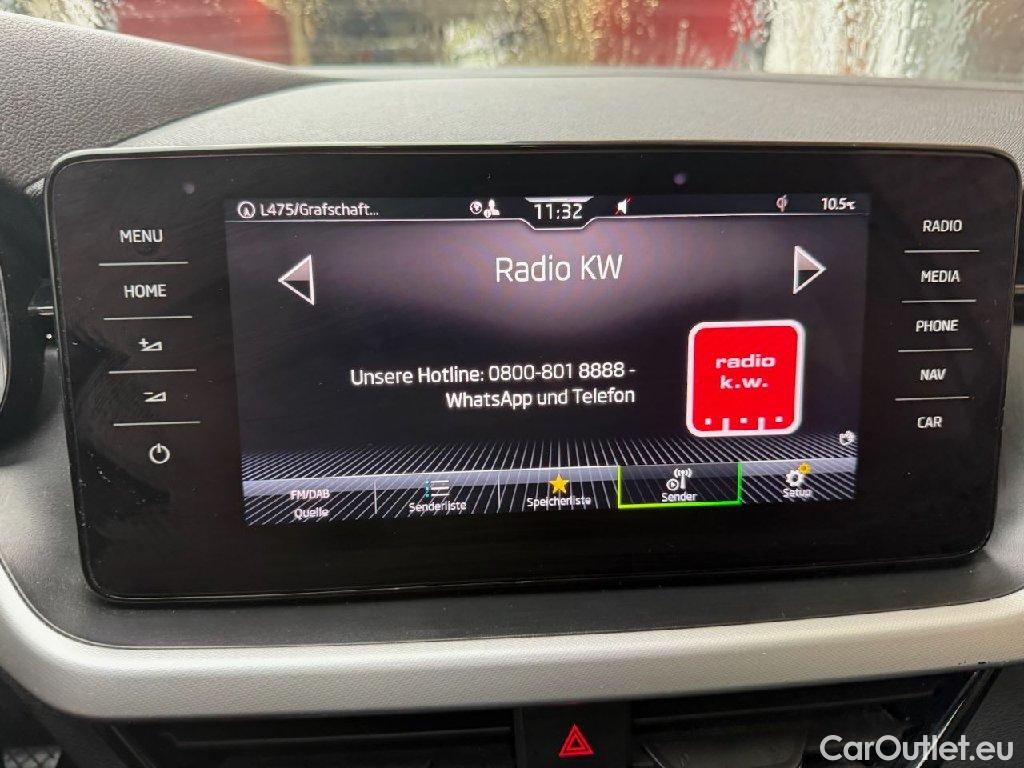 L475/Grafschaft...
11:32
10.5°C
MENU
HOME
RADIO
MEDIA
PHONE
NAV
CAR
Radio KW
Unsere Hotline: 0800-801 8888 -
WhatsApp und Telefon
radio
k.w.
FM/DAB
Quelle
Senderliste
Speicherliste
Sender
Setup
CarOutlet.eu